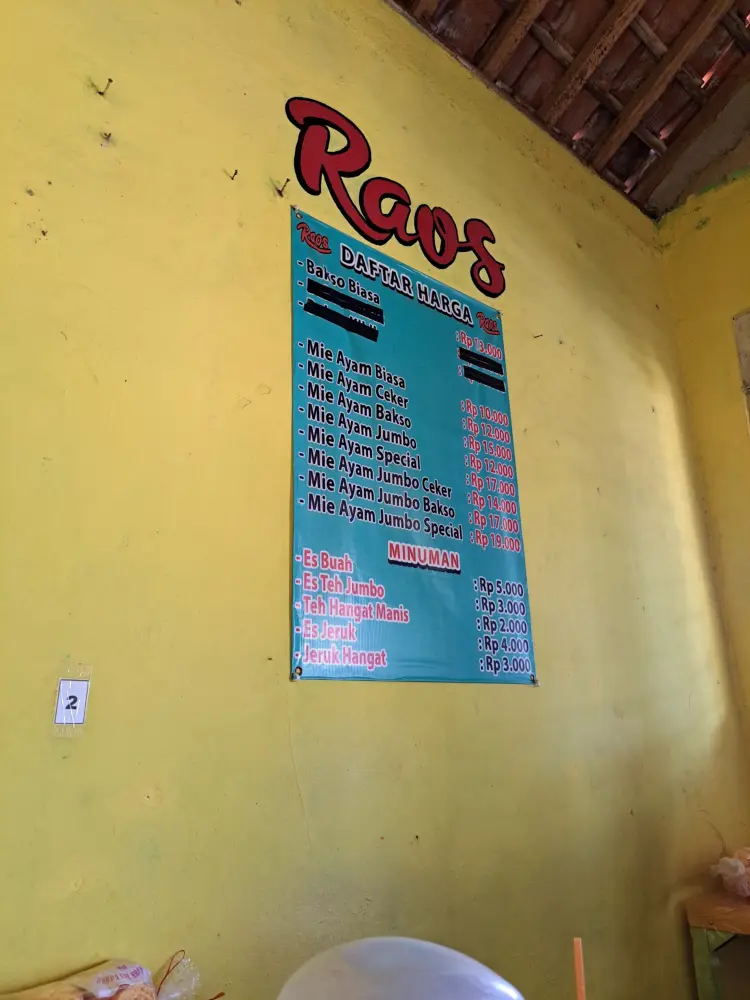 Raos
Raos DAFTAR HARGA Raos
- Bakso Biasa : Rp 13.000
- Mie Ayam Biasa : Rp 10.000
- Mie Ayam Ceker : Rp 12.000
- Mie Ayam Bakso : Rp 15.000
- Mie Ayam Jumbo : Rp 12.000
- Mie Ayam Special : Rp 17.000
- Mie Ayam Jumbo Ceker : Rp 14.000
- Mie Ayam Jumbo Bakso : Rp 17.000
- Mie Ayam Jumbo Special : Rp 19.000
MINUMAN
- Es Buah : Rp 5.000
- Es Teh Jumbo : Rp 3.000
- Teh Hangat Manis : Rp 2.000
- Es Jeruk : Rp 4.000
- Jeruk Hangat : Rp 3.000
2